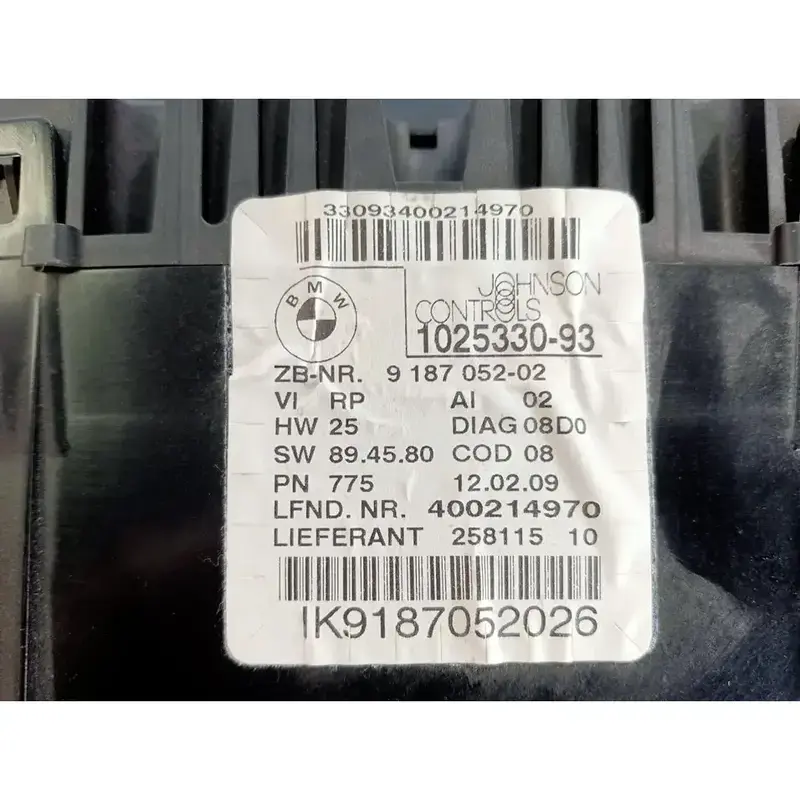 33093400214970
BMW
JOHNSON
CONTROLS
1025330-93
ZB-NR. 9 187 052-02
VI RP AI 02
HW 25 DIAG 08D0
SW 89.45.80 COD 08
PN 775 12.02.09
LFND. NR. 400214970
LIEFERANT 258115 10
IK9187052026